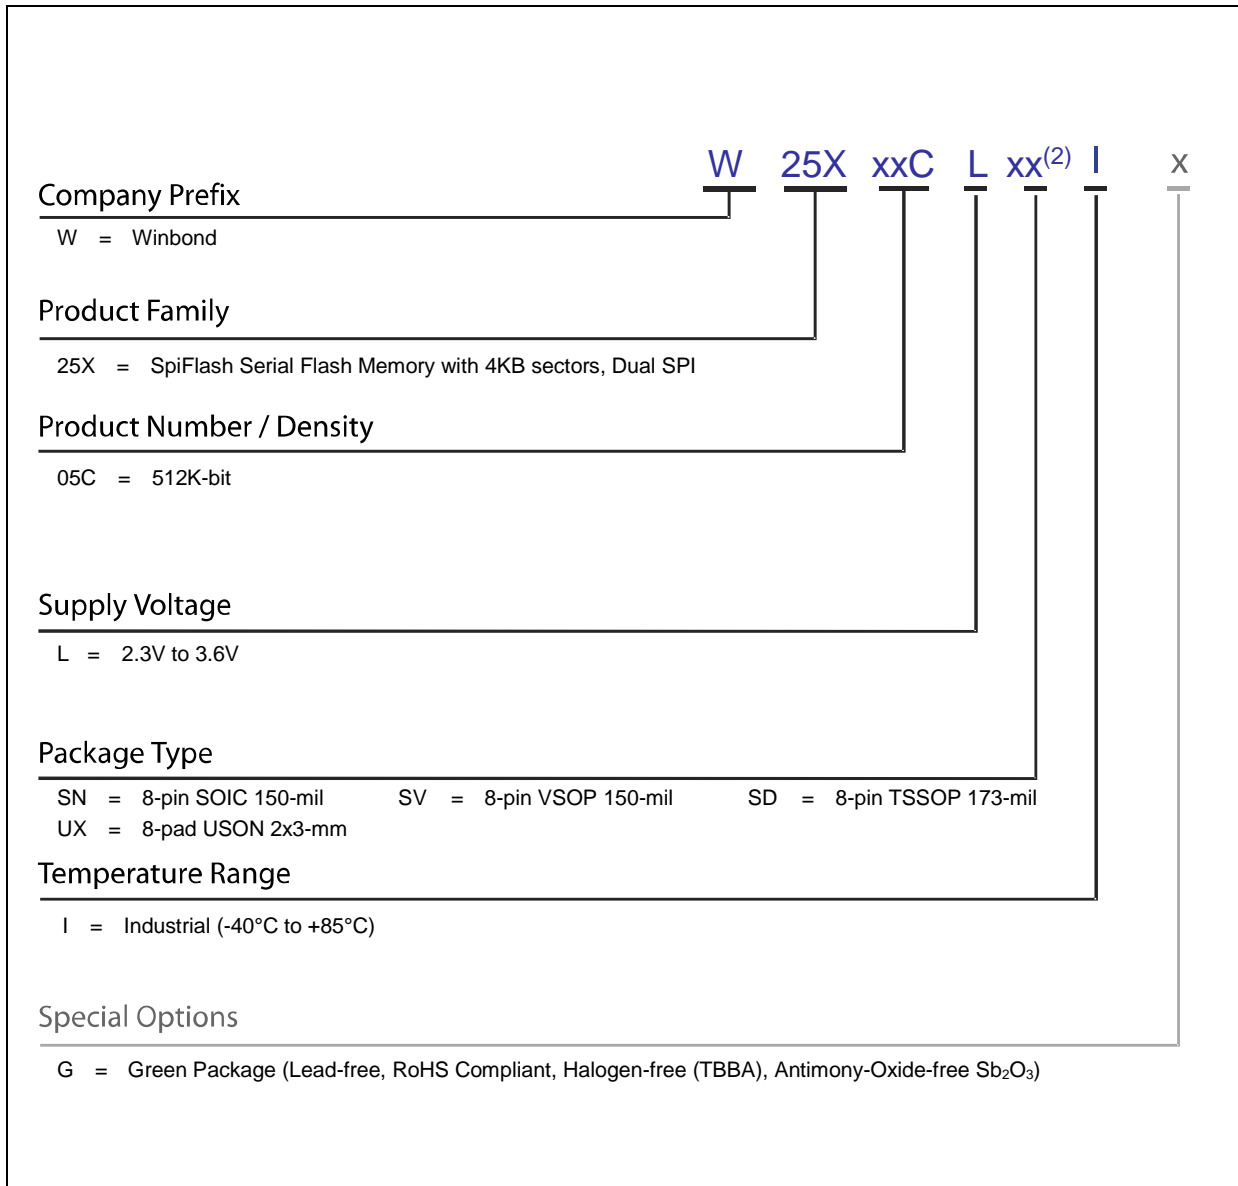 W 25X xxC L xx(2) I x
Company Prefix
W = Winbond
Product Family
25X = SpiFlash Serial Flash Memory with 4KB sectors, Dual SPI
Product Number / Density
05C = 512K-bit
Supply Voltage
L = 2.3V to 3.6V
Package Type
SN = 8-pin SOIC 150-mil SV = 8-pin VSOP 150-mil SD = 8-pin TSSOP 173-mil
UX = 8-pad USON 2x3-mm
Temperature Range
I = Industrial (-40°C to +85°C)
Special Options
G = Green Package (Lead-free, RoHS Compliant, Halogen-free (TBBA), Antimony-Oxide-free Sb₂O₃)